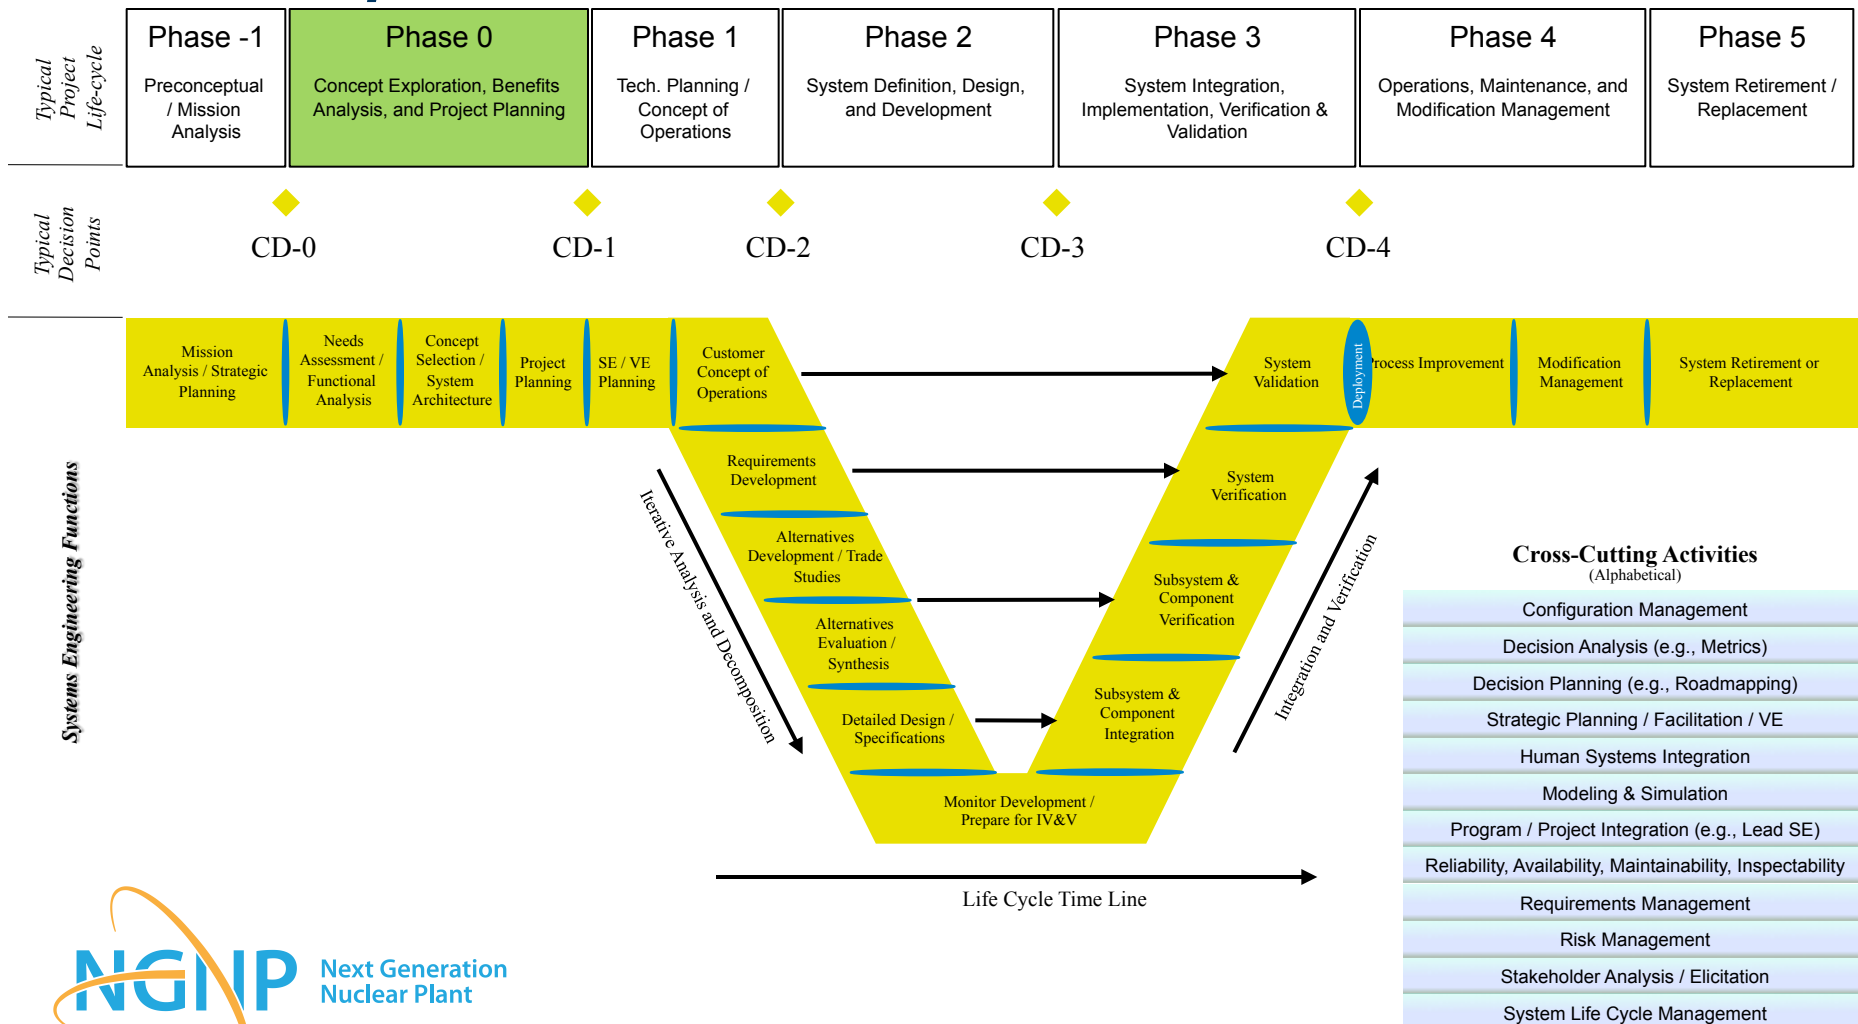 Typical
Project
Life-cycle
Phase -1
Preconceptual
/ Mission
Analysis
Phase 0
Concept Exploration, Benefits
Analysis, and Project Planning
Phase 1
Tech. Planning /
Concept of
Operations
Phase 2
System Definition, Design,
and Development
Phase 3
System Integration,
Implementation, Verification &
Validation
Phase 4
Operations, Maintenance, and
Modification Management
Phase 5
System Retirement /
Replacement
Typical
Decision
Points
CD-0
CD-1
CD-2
CD-3
CD-4
Systems Engineering Functions
Mission
Analysis / Strategic
Planning
Needs
Assessment /
Functional
Analysis
Concept
Selection /
System
Architecture
Project
Planning
SE / VE
Planning
Customer
Concept of
Operations
System
Validation
Deployment
Process Improvement
Modification
Management
System Retirement or
Replacement
Requirements
Development
System
Verification
Alternatives
Development / Trade
Studies
Subsystem &
Component
Verification
Alternatives
Evaluation /
Synthesis
Detailed Design /
Specifications
Subsystem &
Component
Integration
Monitor Development /
Prepare for IV&V
Iterative Analysis and Decomposition
Integration and Verification
Life Cycle Time Line
Cross-Cutting Activities
(Alphabetical)
Configuration Management
Decision Analysis (e.g., Metrics)
Decision Planning (e.g., Roadmapping)
Strategic Planning / Facilitation / VE
Human Systems Integration
Modeling & Simulation
Program / Project Integration (e.g., Lead SE)
Reliability, Availability, Maintainability, Inspectability
Requirements Management
Risk Management
Stakeholder Analysis / Elicitation
System Life Cycle Management
NGNP
Next Generation
Nuclear Plant